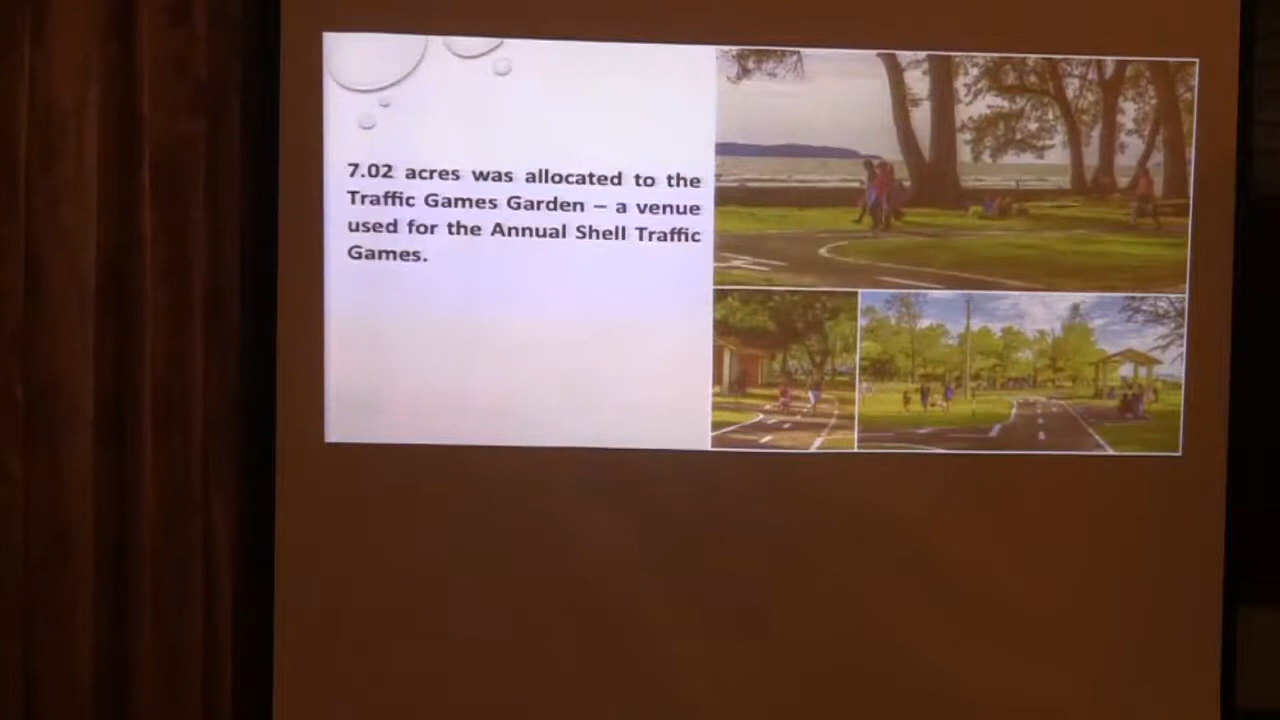 7.02 acres was allocated to the
Traffic Games Garden – a venue
used for the Annual Shell Traffic
Games.